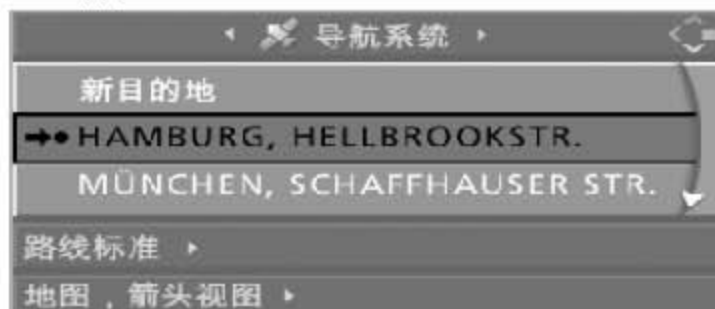 导航系统
新目的地
HAMBURG, HELLBROOKSTR.
MÜNCHEN, SCHAFFHAUSER STR.
路线标准
地图，箭头视图